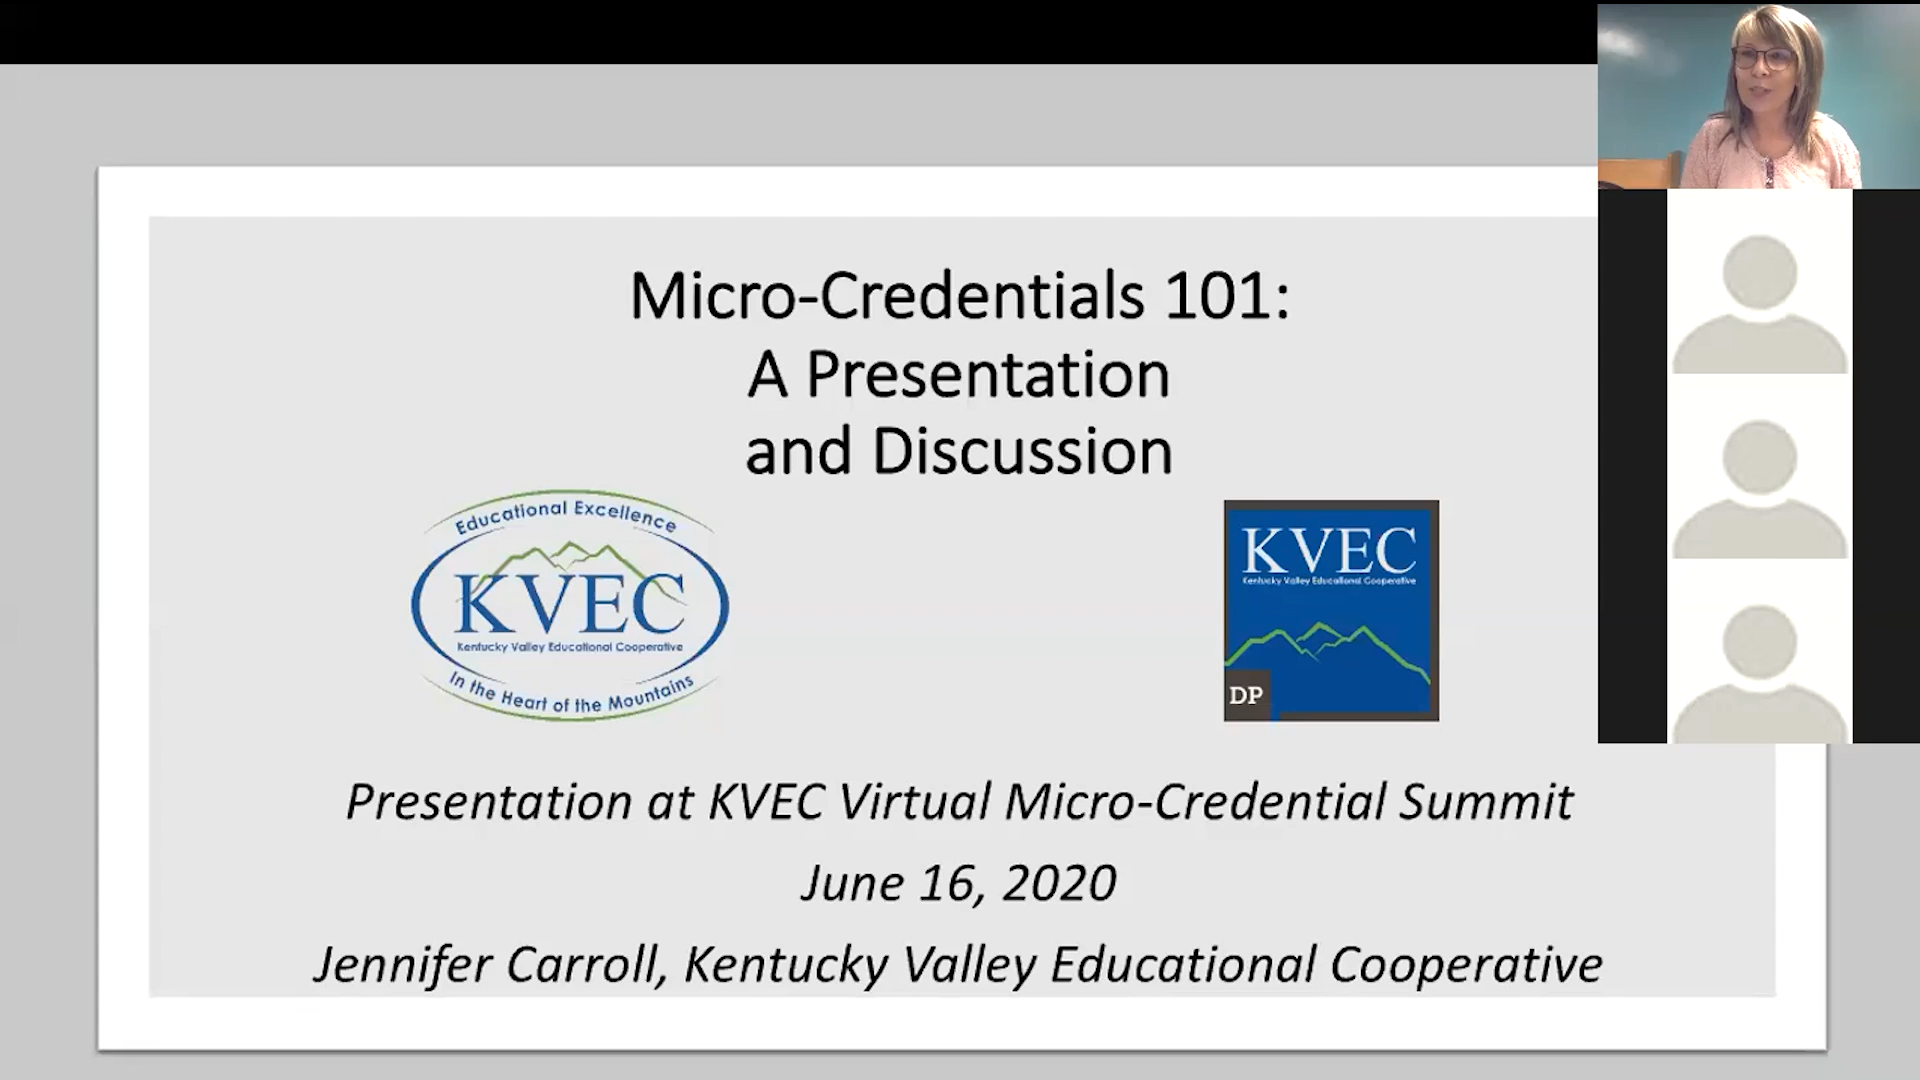 Micro-Credentials 101:
A Presentation
and Discussion
Educational Excellence
KVEC
Kentucky Valley Educational Cooperative
In the Heart of the Mountains
KVEC
Kentucky Valley Educational Cooperative
DP
Presentation at KVEC Virtual Micro-Credential Summit
June 16, 2020
Jennifer Carroll, Kentucky Valley Educational Cooperative